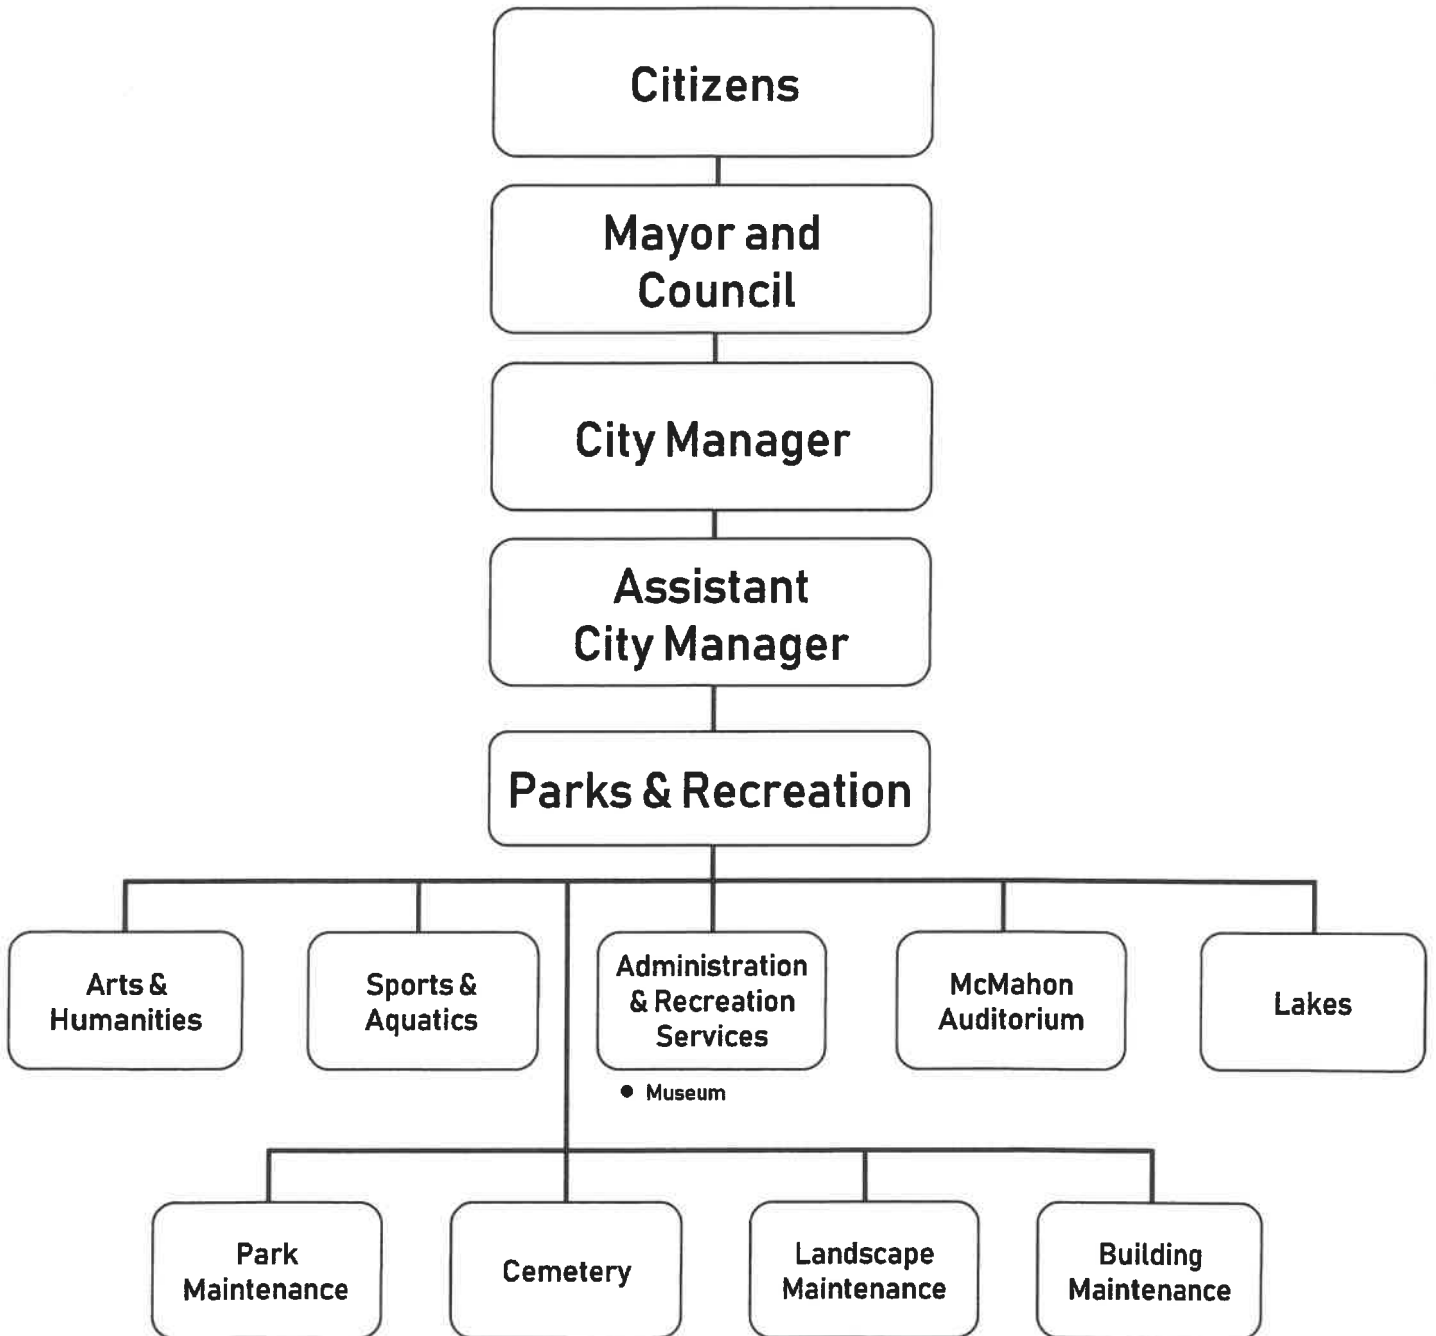 Citizens
Mayor and
Council
City Manager
Assistant
City Manager
Parks & Recreation
Arts &
Humanities
Sports &
Aquatics
Administration
& Recreation
Services
McMahon
Auditorium
Lakes
● Museum
Park
Maintenance
Cemetery
Landscape
Maintenance
Building
Maintenance